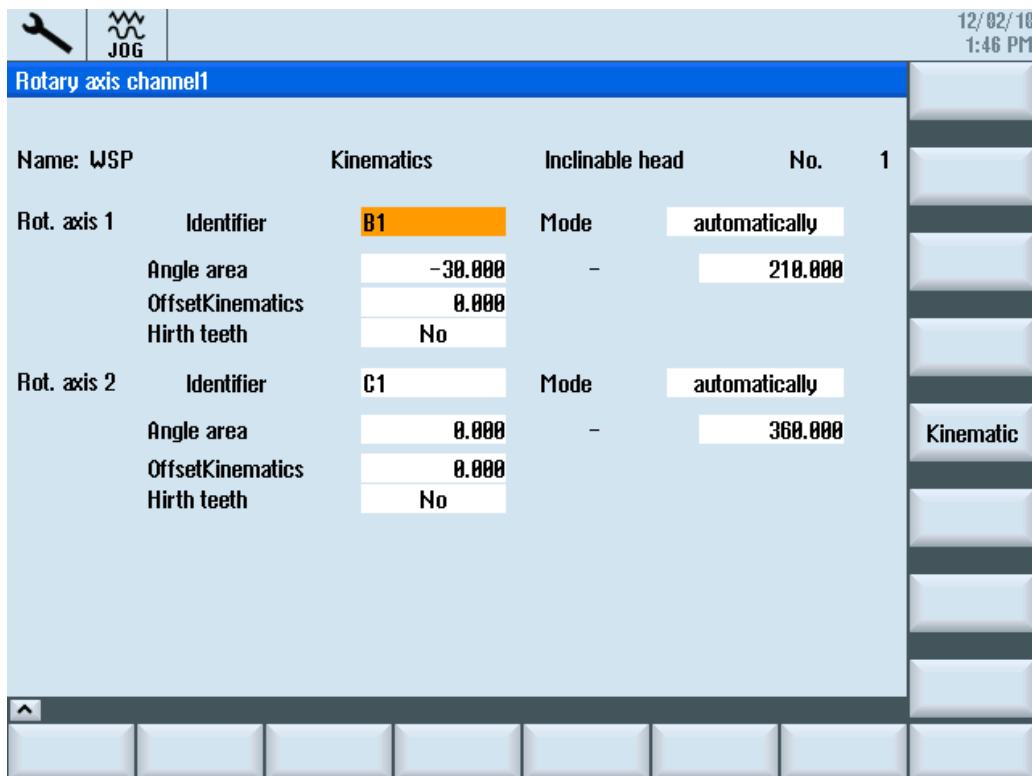 JOG
12/02/10
1:46 PM
Rotary axis channel1
Name: WSP Kinematics Inclinable head No. 1
Rot. axis 1 Identifier B1 Mode automatically
Angle area -30.000 - 210.000
OffsetKinematics 0.000
Hirth teeth No
Rot. axis 2 Identifier C1 Mode automatically
Angle area 0.000 - 360.000
Kinematic
OffsetKinematics 0.000
Hirth teeth No